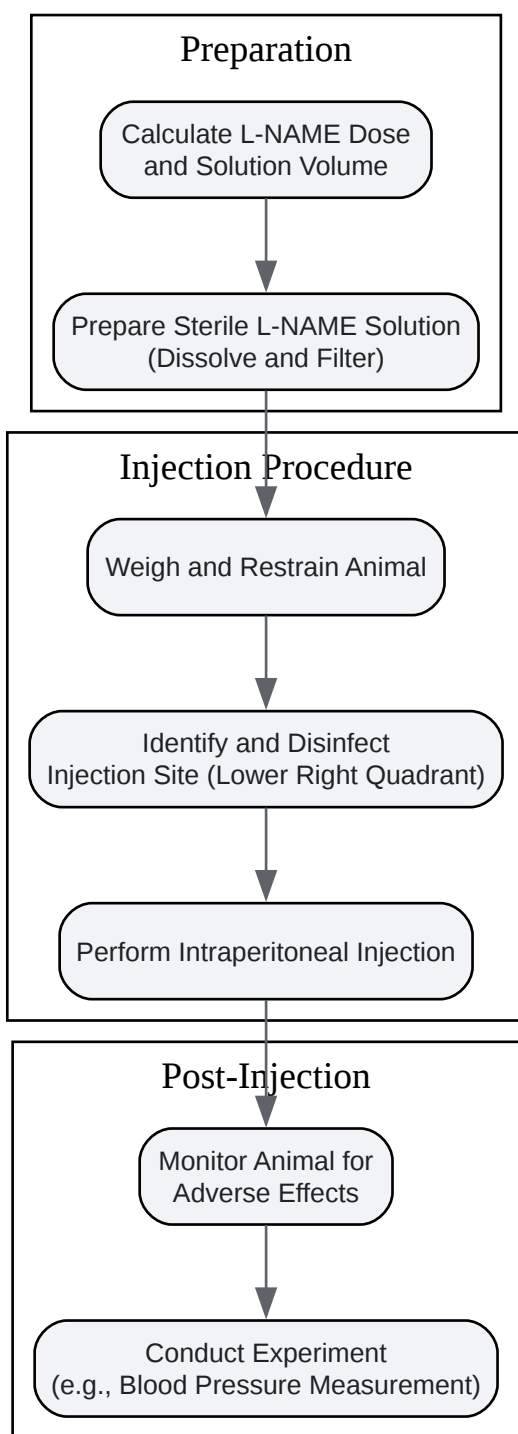 Preparation
Calculate L-NAME Dose
and Solution Volume
Prepare Sterile L-NAME Solution
(Dissolve and Filter)
Injection Procedure
Weigh and Restrain Animal
Identify and Disinfect
Injection Site (Lower Right Quadrant)
Perform Intraperitoneal Injection
Post-Injection
Monitor Animal for
Adverse Effects
Conduct Experiment
(e.g., Blood Pressure Measurement)